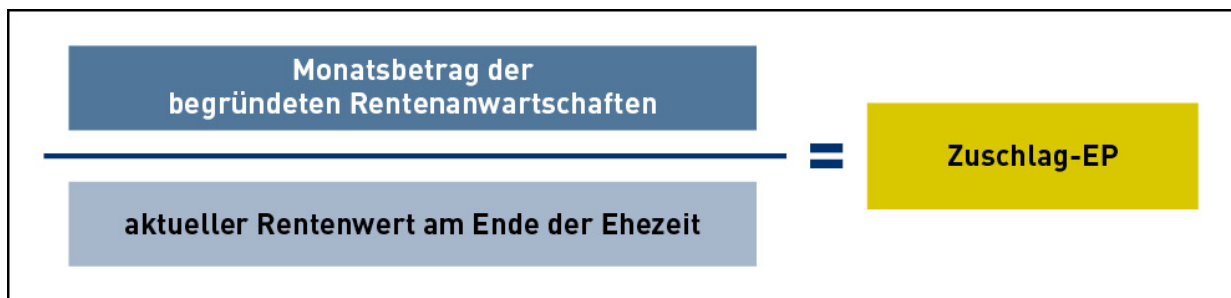 Monatsbetrag der
begründeten Rentenanwartschaften
aktueller Rentenwert am Ende der Ehezeit
=
Zuschlag-EP